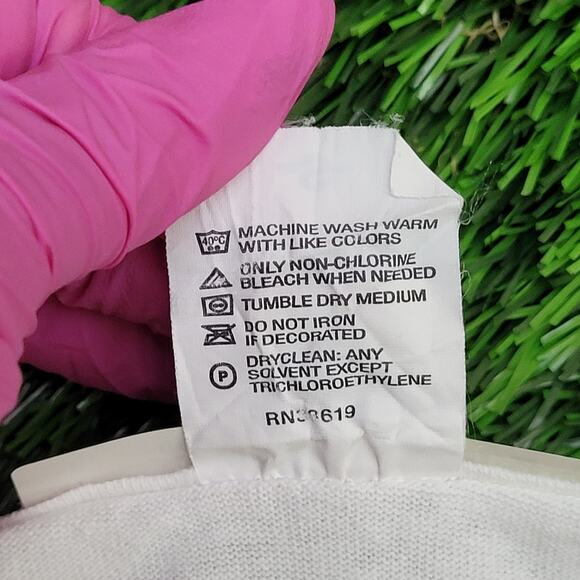 40°C
MACHINE WASH WARM
WITH LIKE COLORS
ONLY NON-CHLORINE
BLEACH WHEN NEEDED
TUMBLE DRY MEDIUM
DO NOT IRON
IF DECORATED
P
DRYCLEAN: ANY
SOLVENT EXCEPT
TRICHLOROETHYLENE